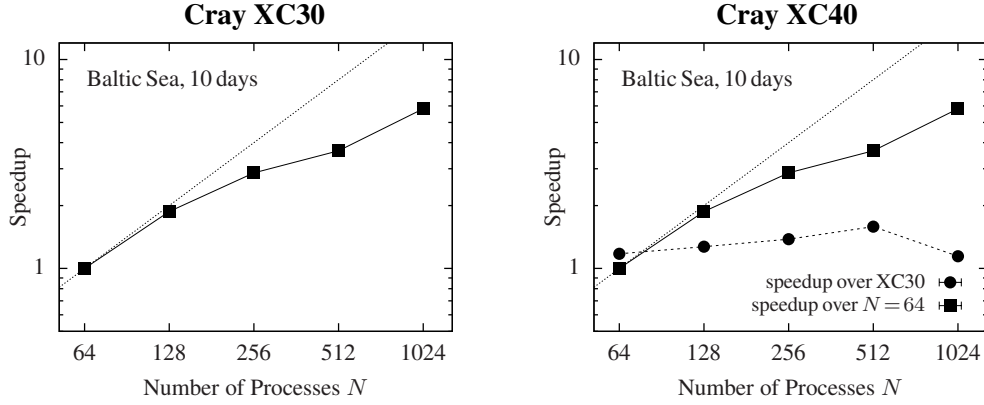 Cray XC30
10
Baltic Sea, 10 days
Speedup
1
64 128 256 512 1024
Number of Processes N
Cray XC40
10
Baltic Sea, 10 days
Speedup
1
speedup over XC30
speedup over N = 64
64 128 256 512 1024
Number of Processes N